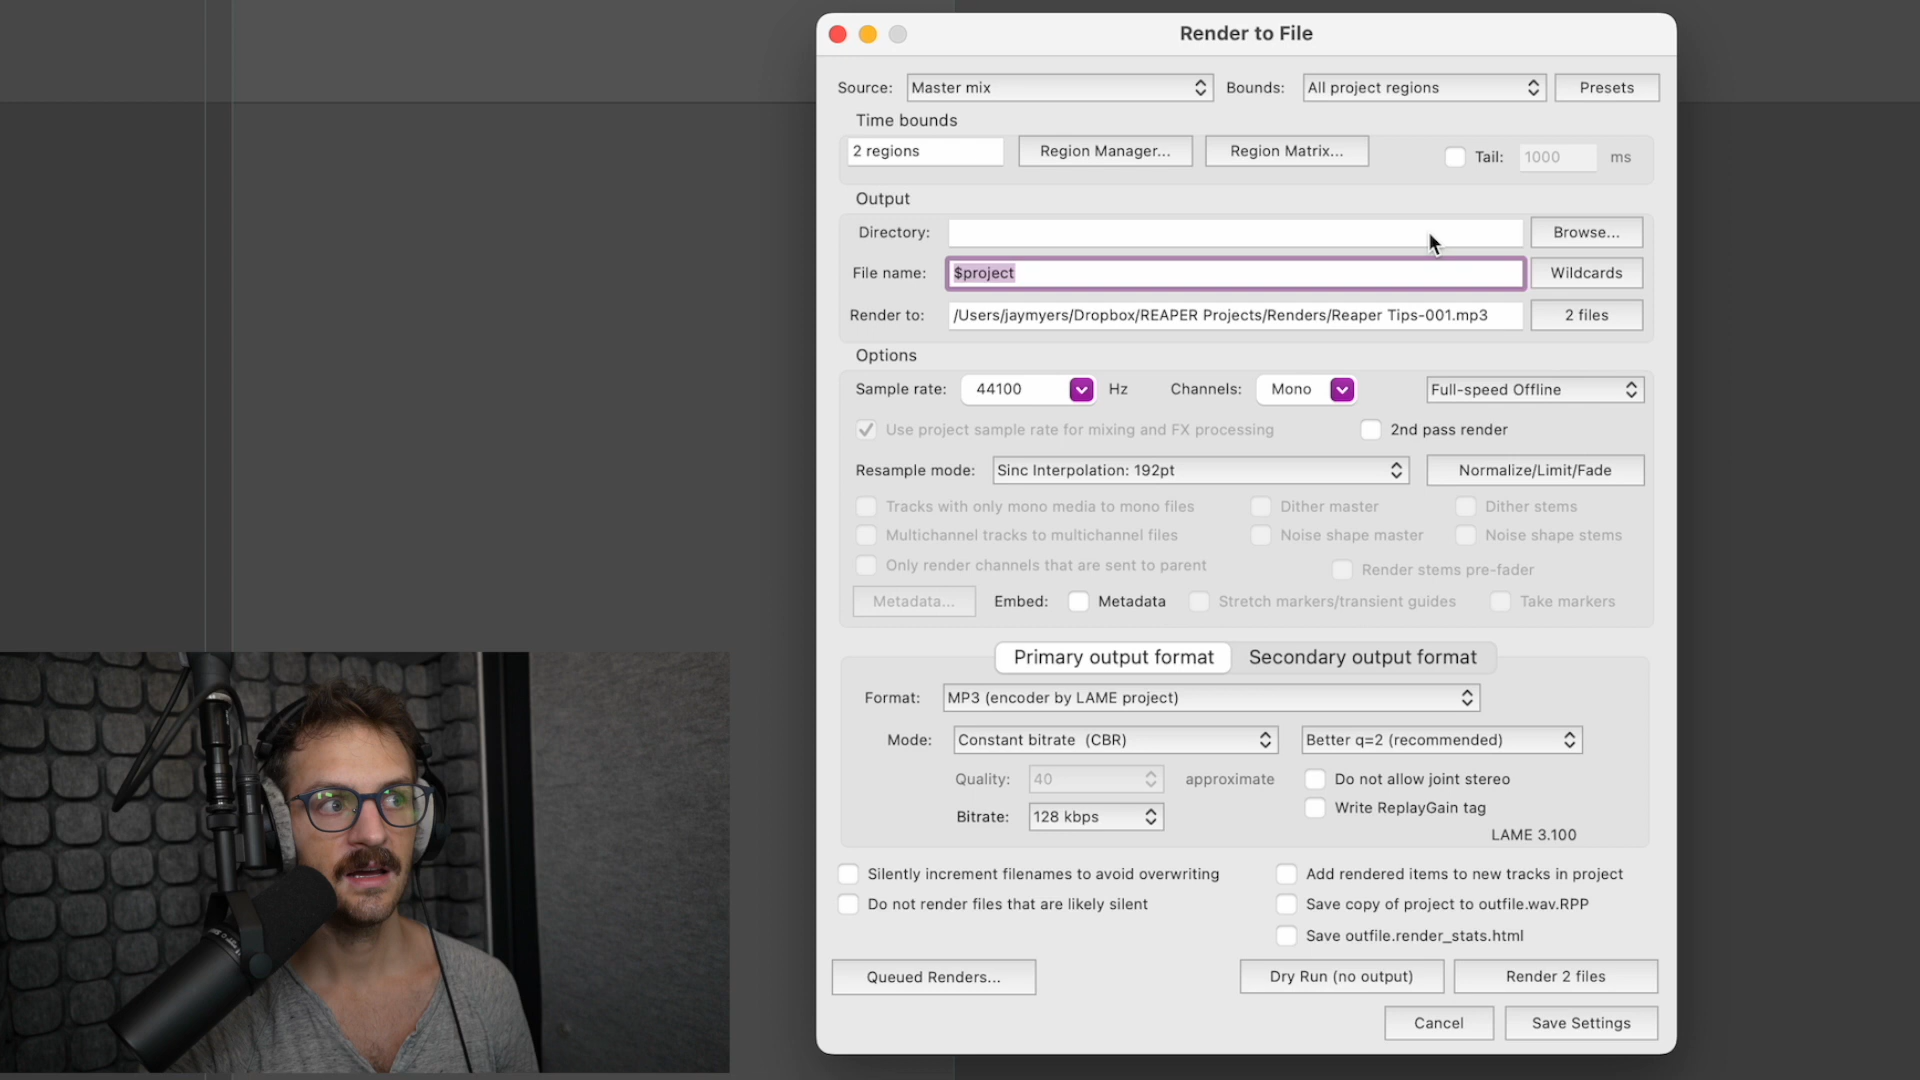 Render to File
Source: Master mix Bounds: All project regions Presets
Time bounds
2 regions Region Manager... Region Matrix... Tail: 1000 ms
Output
Directory: Browse...
File name: $project Wildcards
Render to: /Users/jaymyers/Dropbox/REAPER Projects/Renders/Reaper Tips-001.mp3 2 files
Options
Sample rate: 44100 Hz Channels: Mono Full-speed Offline
Use project sample rate for mixing and FX processing 2nd pass render
Resample mode: Sinc Interpolation: 192pt Normalize/Limit/Fade
Tracks with only mono media to mono files Dither master Dither stems
Multichannel tracks to multichannel files Noise shape master Noise shape stems
Only render channels that are sent to parent Render stems pre-fader
Metadata... Embed: Metadata Stretch markers/transient guides Take markers
Primary output format Secondary output format
Format: MP3 (encoder by LAME project)
Mode: Constant bitrate (CBR) Better q=2 (recommended)
Quality: 40 approximate Do not allow joint stereo
Write ReplayGain tag
Bitrate: 128 kbps
LAME 3.100
Silently increment filenames to avoid overwriting Add rendered items to new tracks in project
Do not render files that are likely silent Save copy of project to outfile.wav.RPP
Save outfile.render_stats.html
Queued Renders... Dry Run (no output) Render 2 files
Cancel Save Settings